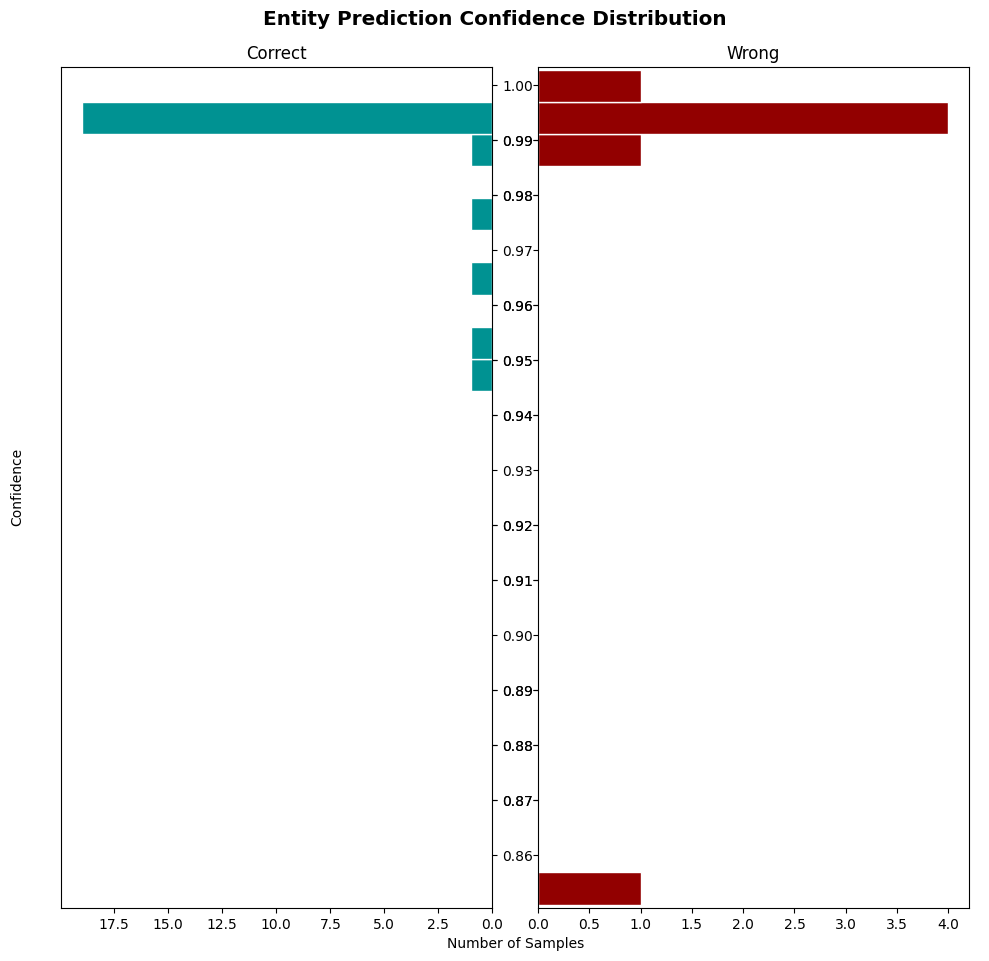 Entity Prediction Confidence Distribution
Correct
Wrong
1.00
0.99
0.98
0.97
0.96
0.95
0.94
0.93
0.92
0.91
0.90
0.89
0.88
0.87
0.86
Confidence
17.5 15.0 12.5 10.0 7.5 5.0 2.5 0.0
0.0 0.5 1.0 1.5 2.0 2.5 3.0 3.5 4.0
Number of Samples